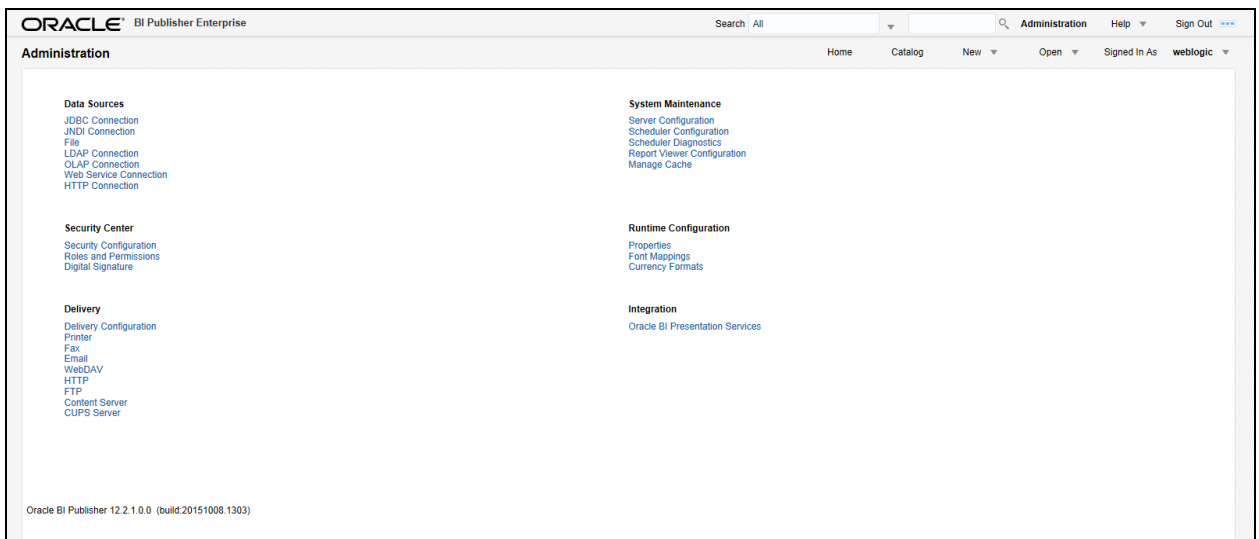 ORACLE BI Publisher Enterprise Search All Administration Help Sign Out
Administration Home Catalog New Open Signed In As weblogic
Data Sources
JDBC Connection
JNDI Connection
File
LDAP Connection
OLAP Connection
Web Service Connection
HTTP Connection
System Maintenance
Server Configuration
Scheduler Configuration
Scheduler Diagnostics
Report Viewer Configuration
Manage Cache
Security Center
Security Configuration
Roles and Permissions
Digital Signature
Runtime Configuration
Properties
Font Mappings
Currency Formats
Delivery
Delivery Configuration
Printer
Fax
Email
WebDAV
HTTP
FTP
Content Server
CUPS Server
Integration
Oracle BI Presentation Services
Oracle BI Publisher 12.2.1.0.0 (build:20151008.1303)